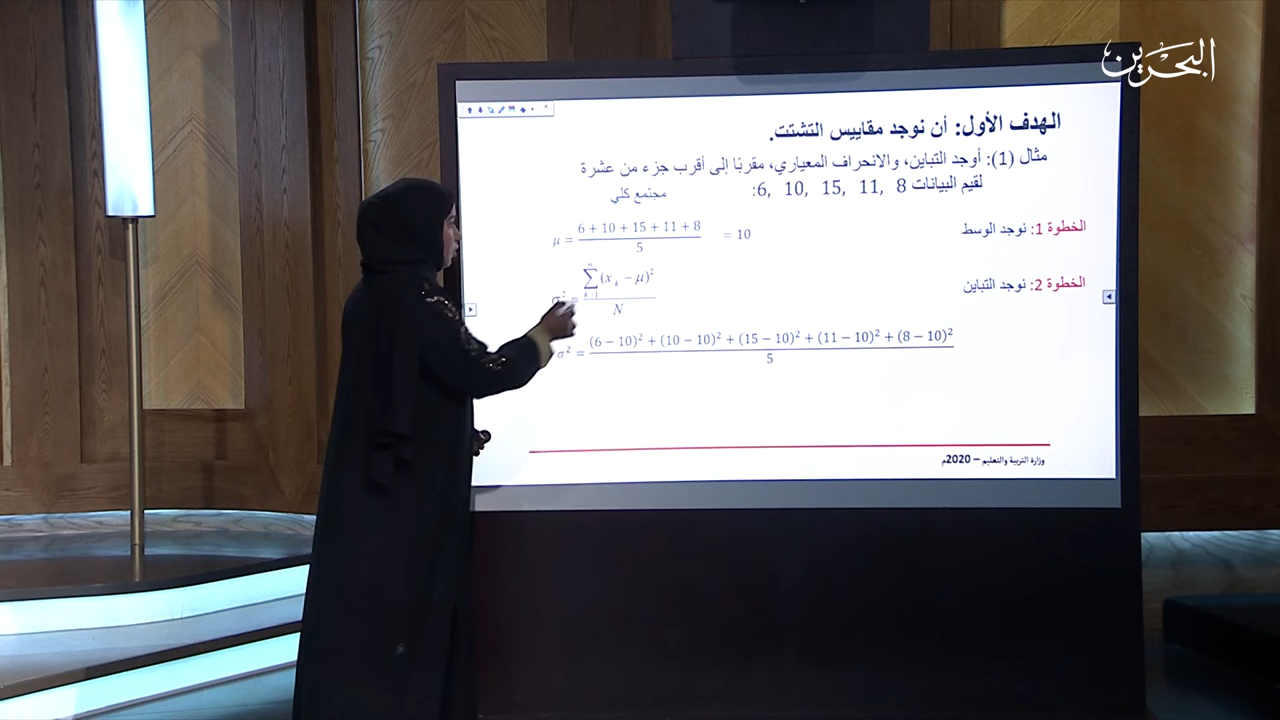 البحرين
الهدف الأول: أن نوجد مقاييس التشتت.
مثال (1): أوجد التباين، والانحراف المعياري، مقربًا إلى أقرب جزء من عشرة
لقيم البيانات 8 ,11 ,15 ,10 ,6:
مجتمع كلي
الخطوة 1: نوجد الوسط
μ = (6 + 10 + 15 + 11 + 8) / 5 = 10
الخطوة 2: نوجد التباين
∑ (x − μ)² / N
σ² = ((6 − 10)² + (10 − 10)² + (15 − 10)² + (11 − 10)² + (8 − 10)²) / 5
وزارة التربية والتعليم – 2020م